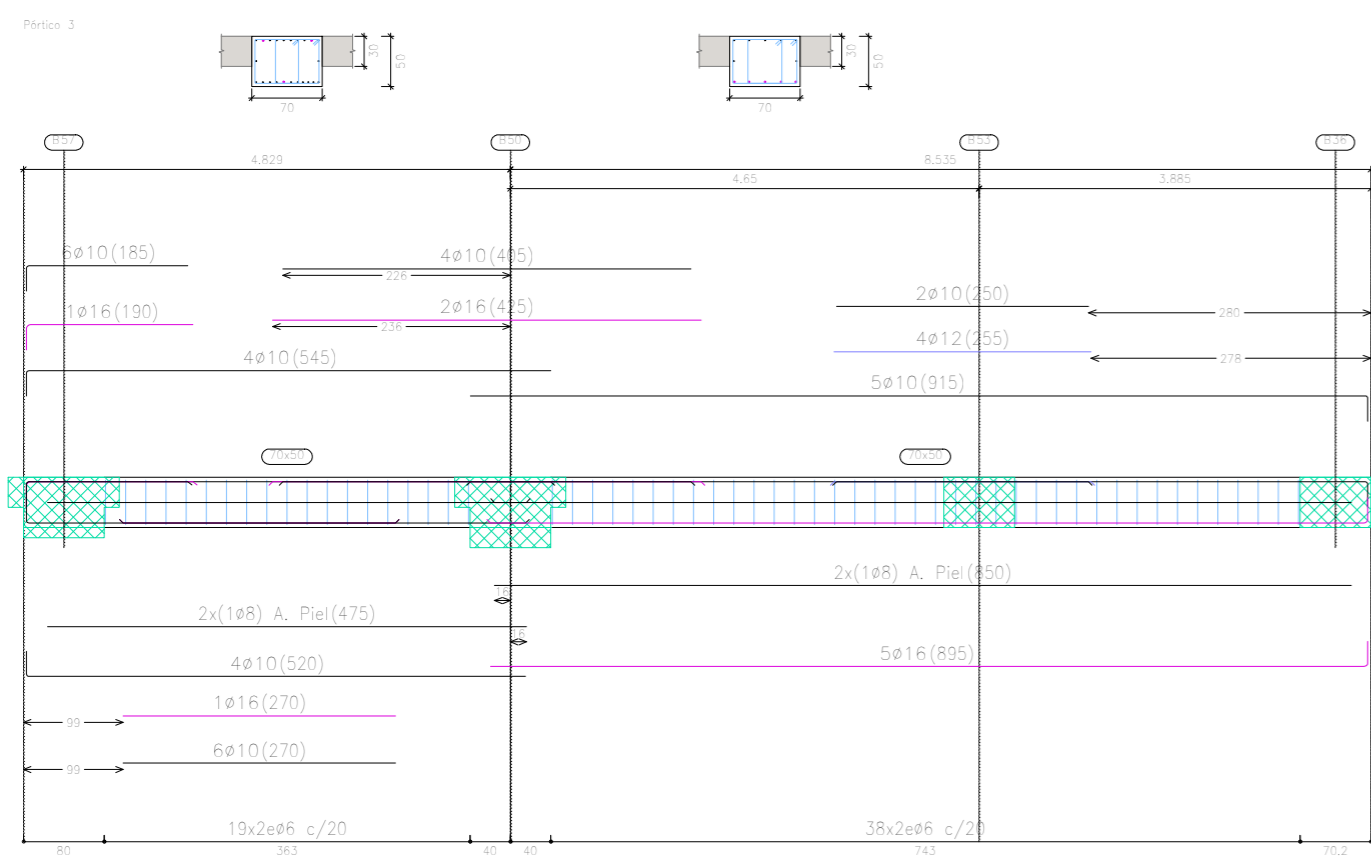 Pórtico 3
30
50
70
30
50
70
B57
B50
B53
B36
4.829
8.535
4.65
3.885
6ø10(185)
4ø10(405)
226
1ø16(190)
2ø16(425)
236
2ø10(250)
280
4ø10(545)
4ø12(255)
278
5ø10(915)
70x50
70x50
2x(1ø8) A. Piel(850)
16
2x(1ø8) A. Piel(475)
16
4ø10(520)
5ø16(895)
1ø16(270)
99
6ø10(270)
99
19x2eø6 c/20
38x2eø6 c/20
80
363
40
40
743
70.2